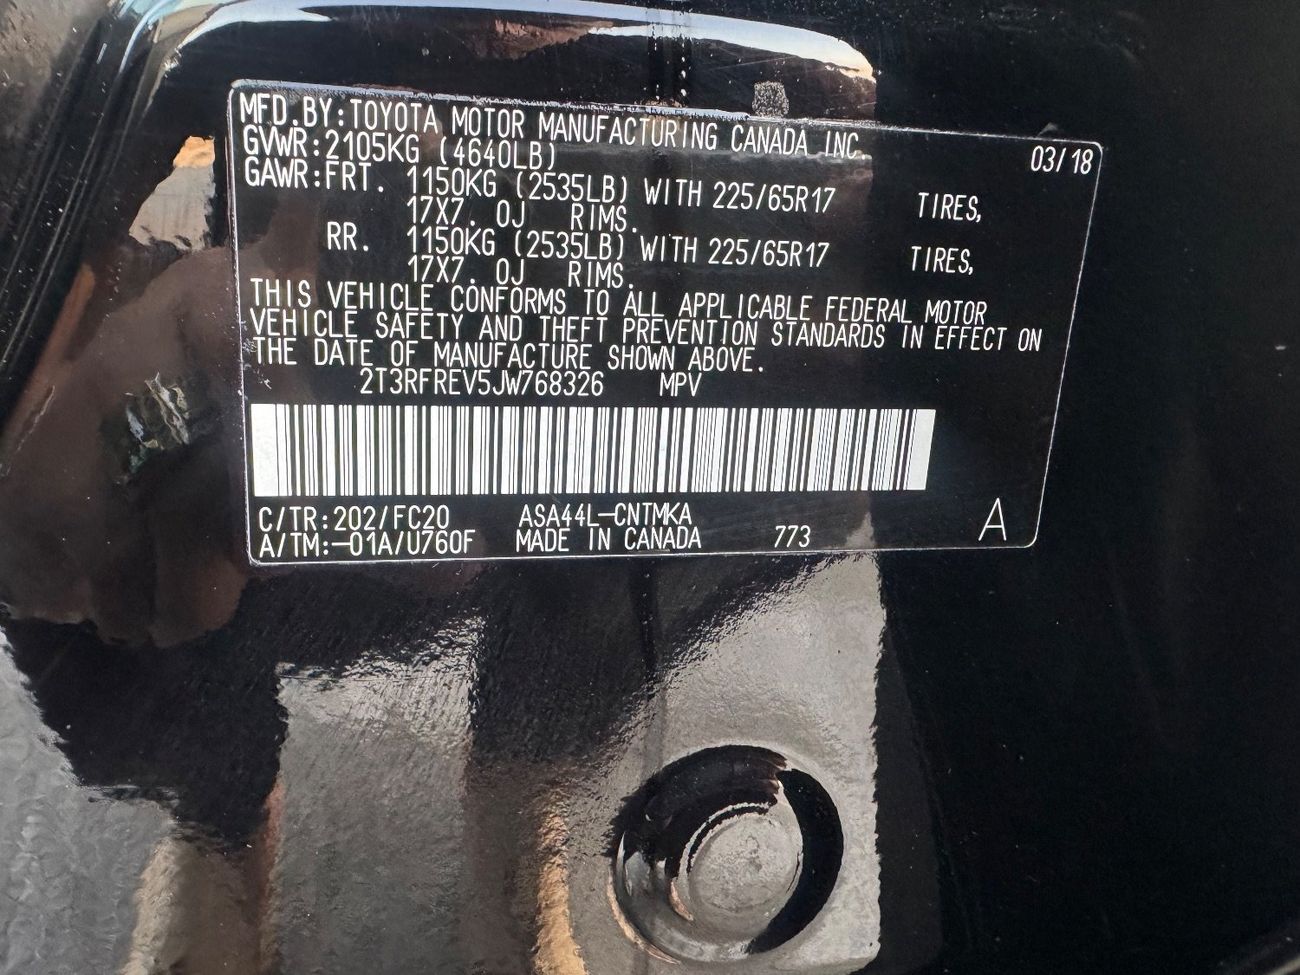 MFD.BY:TOYOTA MOTOR MANUFACTURING CANADA INC. 03/18
GVWR:2105KG (4640LB)
GAWR:FRT. 1150KG (2535LB) WITH 225/65R17 TIRES,
17X7. 0J RIMS.
RR. 1150KG (2535LB) WITH 225/65R17 TIRES,
17X7. 0J RIMS.
THIS VEHICLE CONFORMS TO ALL APPLICABLE FEDERAL MOTOR
VEHICLE SAFETY AND THEFT PREVENTION STANDARDS IN EFFECT ON
THE DATE OF MANUFACTURE SHOWN ABOVE.
2T3RFREV5JW768326 MPV
C/TR:202/FC20 ASA44L-CNTMKA
A/TM:-01A/U760F MADE IN CANADA 773 A